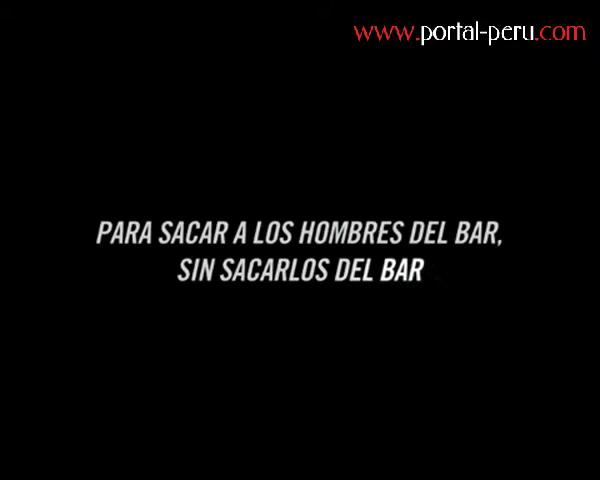 www.portal-peru.com
PARA SACAR A LOS HOMBRES DEL BAR,
SIN SACARLOS DEL BAR